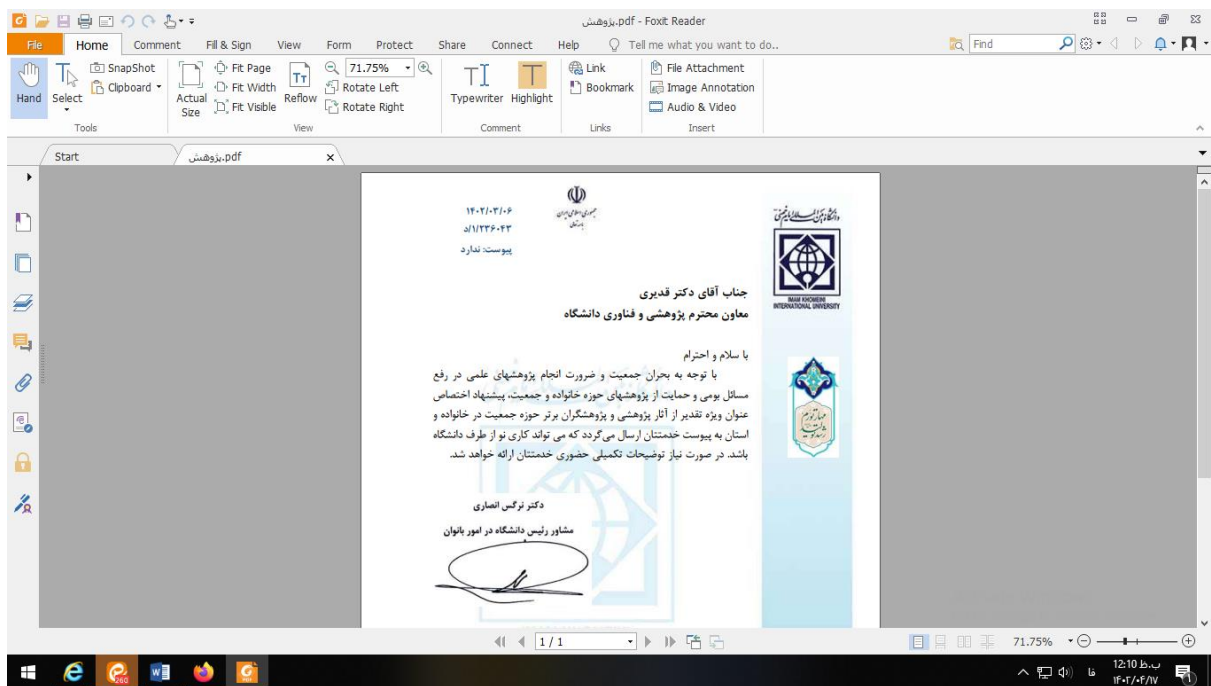 پژوهش.pdf - Foxit Reader
File Home Comment Fill & Sign View Form Protect Share Connect Help Tell me what you want to do.. Find
Hand
Select
SnapShot
Clipboard
Tools
Actual Size
Fit Page
Fit Width
Fit Visible
Reflow
71.75%
Rotate Left
Rotate Right
View
Typewriter
Highlight
Comment
Link
Bookmark
Links
File Attachment
Image Annotation
Audio & Video
Insert
Start
پژوهش.pdf
جمهوری اسلامی ایران
۱۴۰۲/۰۳/۰۶
د/۱/۲۳۶۰۴۳
پیوست: ندارد
IMAM KHOMEINI
INTERNATIONAL UNIVERSITY
جناب آقای دکتر قدیری
معاون محترم پژوهشی و فناوری دانشگاه
با سلام و احترام
با توجه به بحران جمعیت و ضرورت انجام پژوهشهای علمی در رفع
مسائل بومی و حمایت از پژوهشهای حوزه خانواده و جمعیت، پیشنهاد اختصاص
عنوان ویژه تقدیر از آثار پژوهشی و پژوهشگران برتر حوزه جمعیت در خانواده و
استان به پیوست خدمتتان ارسال می‌گردد که می تواند کاری نو از طرف دانشگاه
باشد. در صورت نیاز توضیحات تکمیلی حضوری خدمتتان ارائه خواهد شد.
دکتر نرگس انصاری
مشاور رئیس دانشگاه در امور بانوان
1 / 1
71.75%
فا
12:10 ب.ظ
۱۴۰۲/۰۴/۱۷